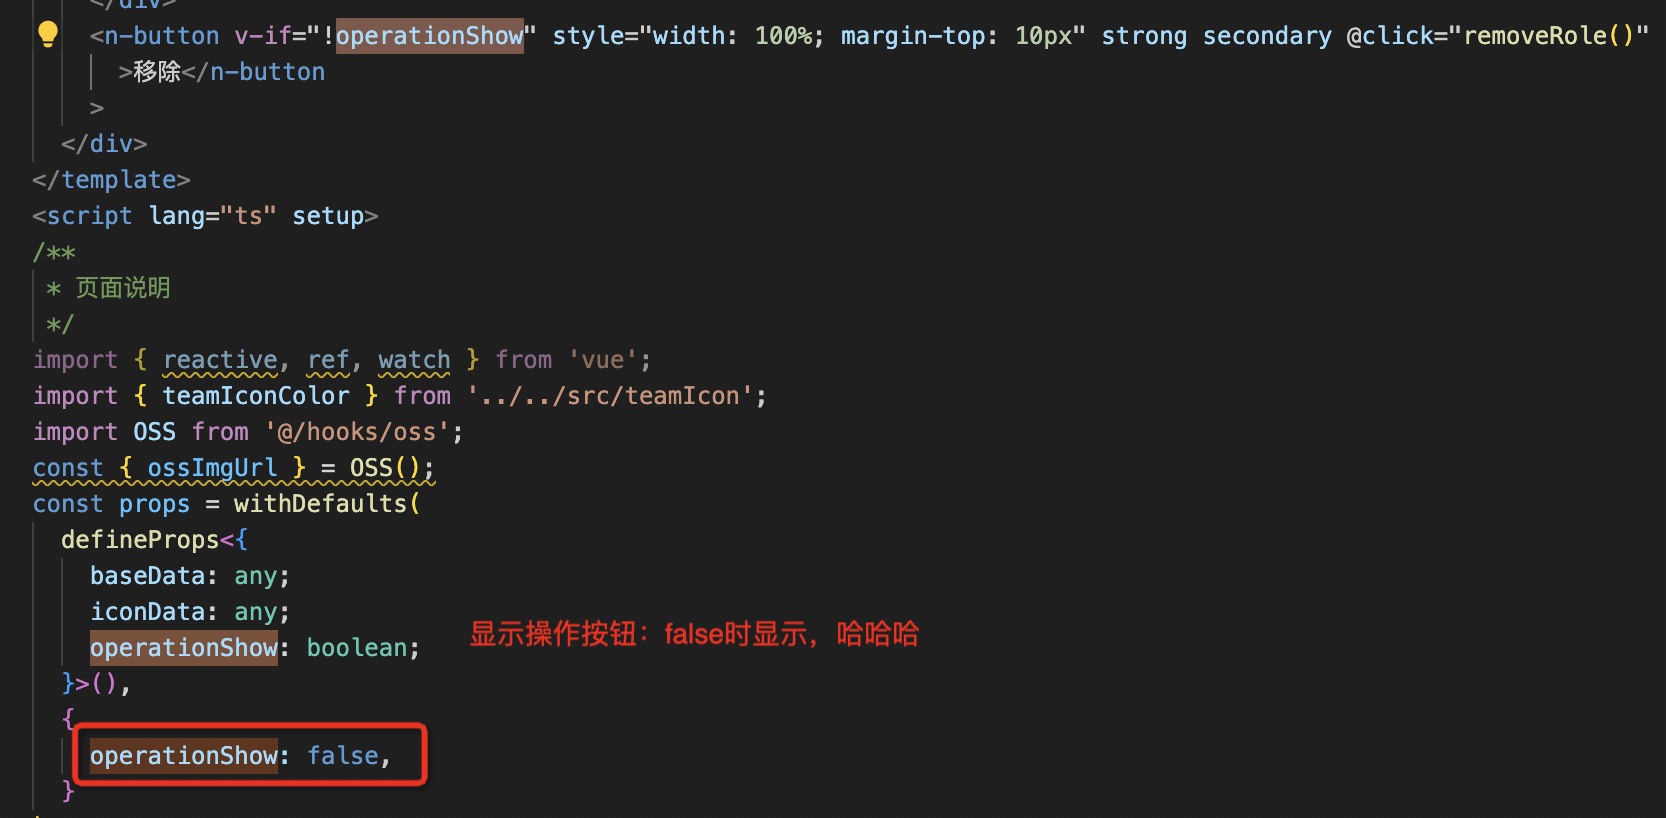 </div>
<n-button v-if="!operationShow" style="width: 100%; margin-top: 10px" strong secondary @click="removeRole()"
>移除</n-button
>
</div>
</template>
<script lang="ts" setup>
/**
* 页面说明
*/
import { reactive, ref, watch } from 'vue';
import { teamIconColor } from '../../src/teamIcon';
import OSS from '@/hooks/oss';
const { ossImgUrl } = OSS();
const props = withDefaults(
defineProps<{
baseData: any;
iconData: any;
operationShow: boolean;
显示操作按钮：false时显示，哈哈哈
}>(),
{
operationShow: false,
}